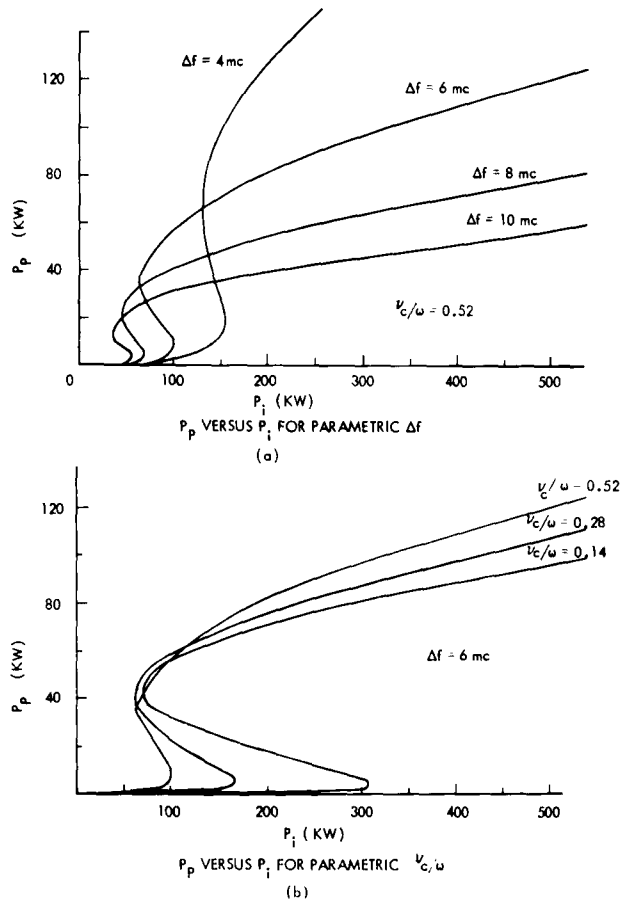 120
80
40
0
P_p (KW)
Δf = 4 mc
Δf = 6 mc
Δf = 8 mc
Δf = 10 mc
ν_c/ω = 0.52
100
200
300
400
500
P_i (KW)
P_p VERSUS P_i FOR PARAMETRIC Δf
(a)
120
80
40
P_p (KW)
ν_c/ω – 0.52
ν_c/ω = 0.28
ν_c/ω = 0.14
Δf = 6 mc
100
200
300
400
500
P_i (KW)
P_p VERSUS P_i FOR PARAMETRIC ν_c/ω
(b)